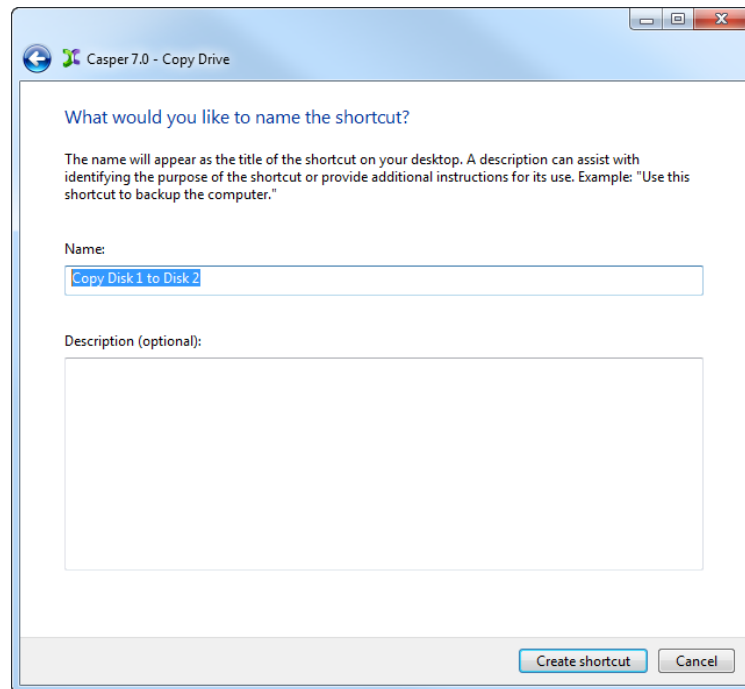 Casper 7.0 - Copy Drive
What would you like to name the shortcut?
The name will appear as the title of the shortcut on your desktop. A description can assist with
identifying the purpose of the shortcut or provide additional instructions for its use. Example: "Use this
shortcut to backup the computer."
Name:
Copy Disk 1 to Disk 2
Description (optional):
Create shortcut
Cancel